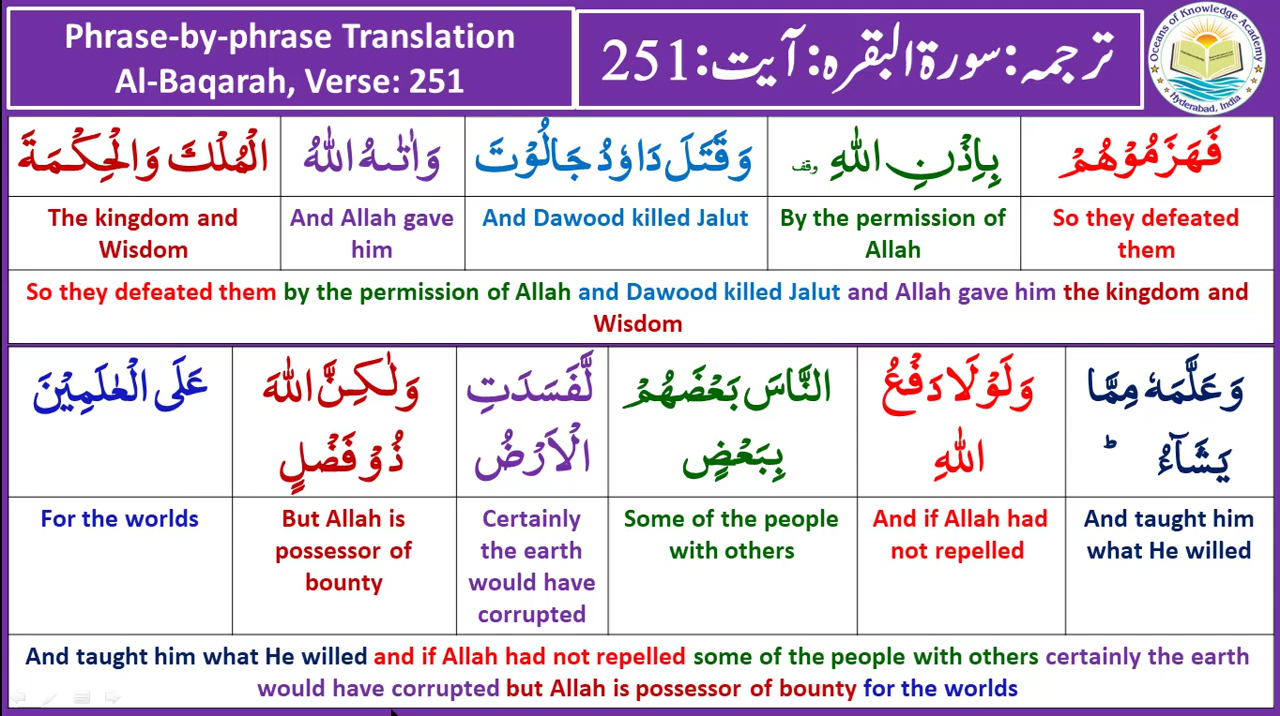 Phrase-by-phrase Translation
Al-Baqarah, Verse: 251
ترجمہ: سورۃ البقرہ: آیت: 251
Oceans of Knowledge Academy
Hyderabad, India
فَهَزَمُوْهُمْ
بِاِذْنِ اللّٰهِ وقف
وَقَتَلَ دَاوٗدُ جَالُوْتَ
وَاٰتٰىهُ اللّٰهُ
الْمُلْكَ وَالْحِكْمَةَ
So they defeated
them
By the permission of
Allah
And Dawood killed Jalut
And Allah gave
him
The kingdom and
Wisdom
So they defeated them by the permission of Allah and Dawood killed Jalut and Allah gave him the kingdom and
Wisdom
وَعَلَّمَهٗ مِمَّا
يَشَآءُ ؕ
وَلَوْلَا دَفْعُ
اللّٰهِ
النَّاسَ بَعْضَهُمْ
بِبَعْضٍ
لَّفَسَدَتِ
الْاَرْضُ
وَلٰكِنَّ اللّٰهَ
ذُوْ فَضْلٍ
عَلَى الْعٰلَمِيْنَ
And taught him
what He willed
And if Allah had
not repelled
Some of the people
with others
Certainly
the earth
would have
corrupted
But Allah is
possessor of
bounty
For the worlds
And taught him what He willed and if Allah had not repelled some of the people with others certainly the earth
would have corrupted but Allah is possessor of bounty for the worlds